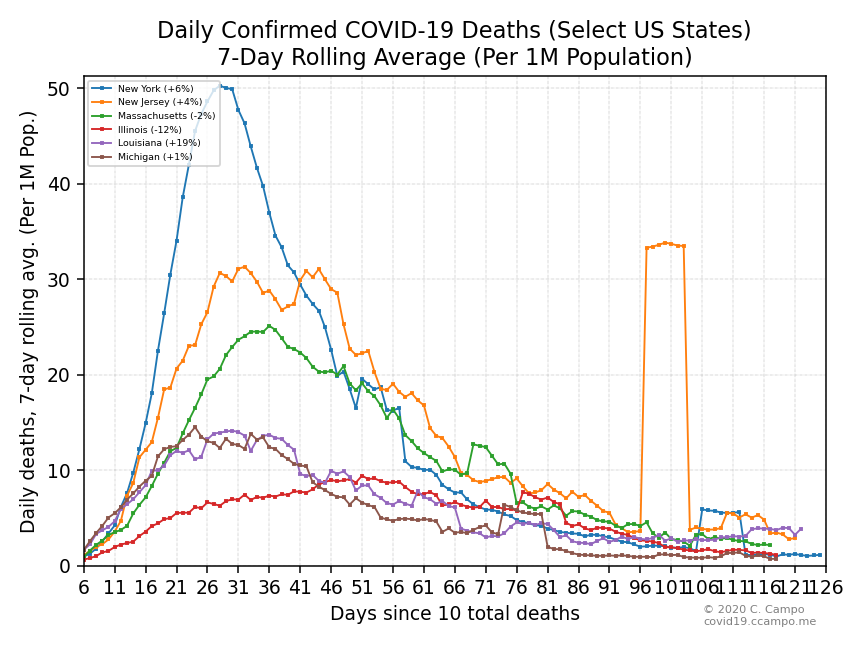 Daily Confirmed COVID-19 Deaths (Select US States)
7-Day Rolling Average (Per 1M Population)
Daily deaths, 7-day rolling avg. (Per 1M Pop.)
50
40
30
20
10
0
New York (+6%)
New Jersey (+4%)
Massachusetts (-2%)
Illinois (-12%)
Louisiana (+19%)
Michigan (+1%)
6 11 16 21 26 31 36 41 46 51 56 61 66 71 76 81 86 91 96 101 106 111 116 121 126
Days since 10 total deaths
© 2020 C. Campo
covid19.ccampo.me